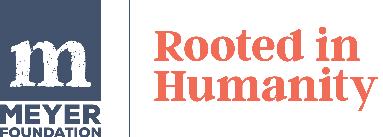 m
MEYER
FOUNDATION
Rooted in
Humanity